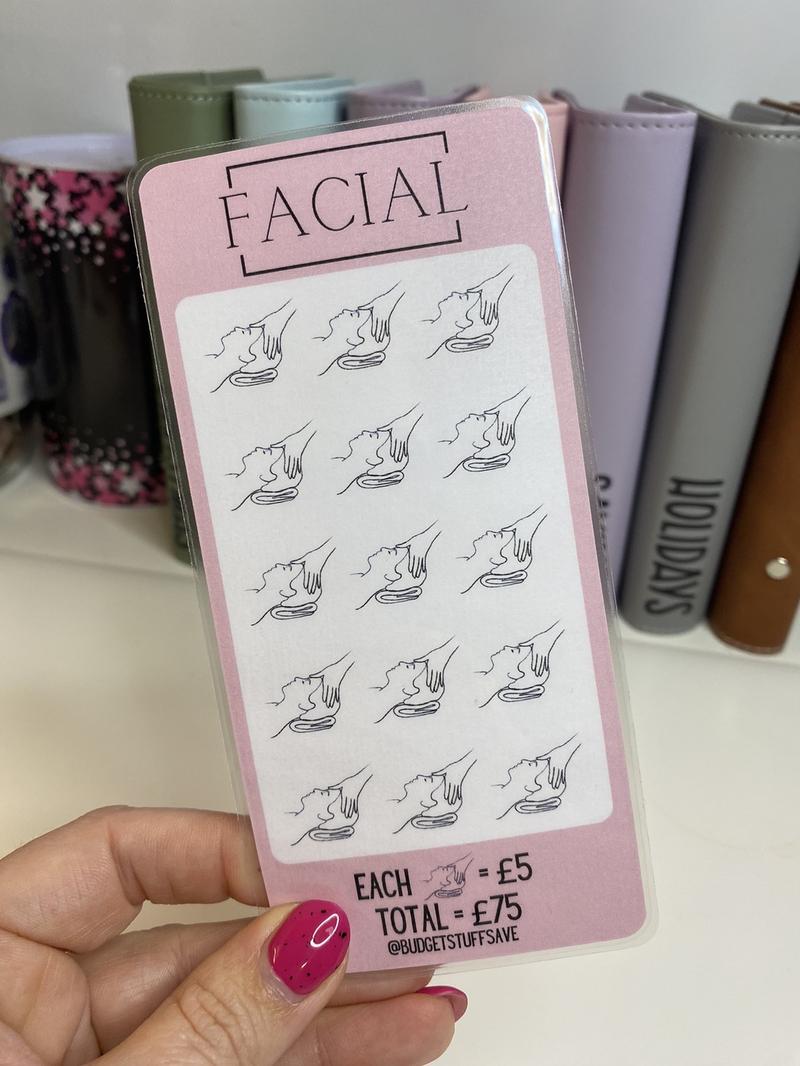 FACIAL
EACH = £5
TOTAL = £75
@BUDGETSTUFFSAVE
HOLIDAYS